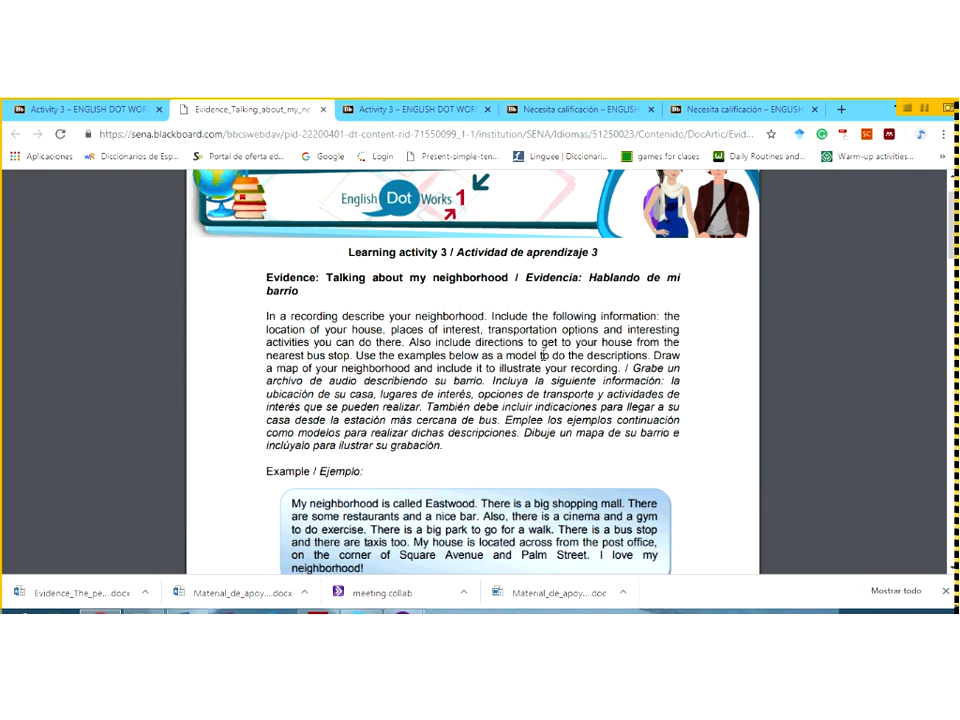 Activity 3 – ENGLISH DOT WOR
Evidence_Talking_about_my_ne
Activity 3 – ENGLISH DOT WOR
Necesita calificación – ENGLISH
Necesita calificación – ENGLISH
https://sena.blackboard.com/bbcswebdav/pid-22200401-dt-content-rid-71550099_1-1/institution/SENA/Idiomas/51250023/Contenido/DocArtic/Evid...
Aplicaciones Diccionarios de Esp... Portal de oferta ed... Google Login Present-simple-ten... Linguee | Diccionari... games for clases Daily Routines and... Warm-up activities... »
English Dot Works 1
Learning activity 3 / Actividad de aprendizaje 3
Evidence: Talking about my neighborhood / Evidencia: Hablando de mi
barrio
In a recording describe your neighborhood. Include the following information: the
location of your house, places of interest, transportation options and interesting
activities you can do there. Also include directions to get to your house from the
nearest bus stop. Use the examples below as a model to do the descriptions. Draw
a map of your neighborhood and include it to illustrate your recording. / Grabe un
archivo de audio describiendo su barrio. Incluya la siguiente información: la
ubicación de su casa, lugares de interés, opciones de transporte y actividades de
interés que se pueden realizar. También debe incluir indicaciones para llegar a su
casa desde la estación más cercana de bus. Emplee los ejemplos continuación
como modelos para realizar dichas descripciones. Dibuje un mapa de su barrio e
inclúyalo para ilustrar su grabación.
Example / Ejemplo:
My neighborhood is called Eastwood. There is a big shopping mall. There
are some restaurants and a nice bar. Also, there is a cinema and a gym
to do exercise. There is a big park to go for a walk. There is a bus stop
and there are taxis too. My house is located across from the post office,
on the corner of Square Avenue and Palm Street. I love my
neighborhood!
Evidence_The_pe....docx Material_de_apoy....docx meeting.collab Material_de_apoy....doc Mostrar todo